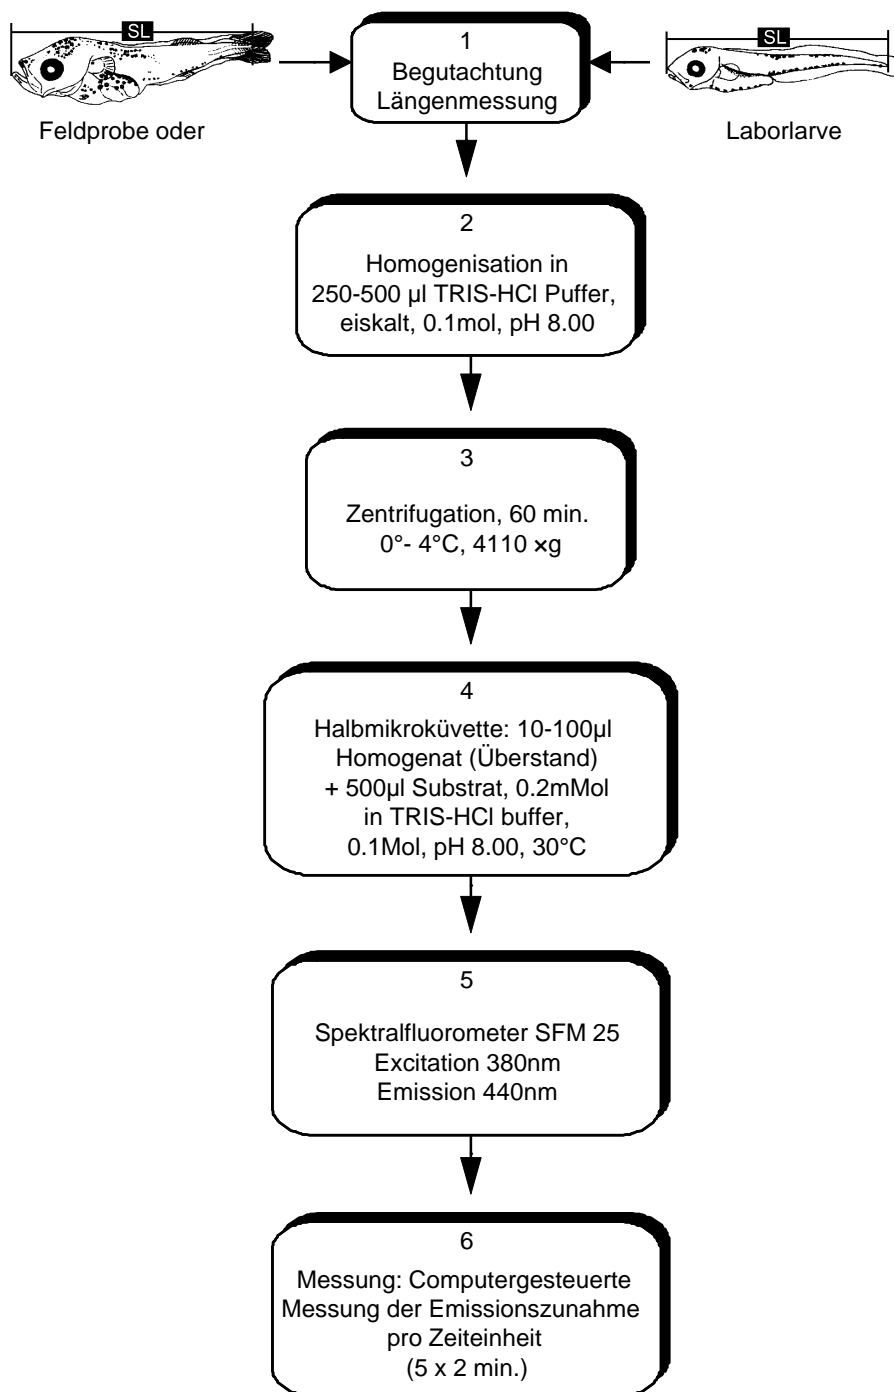 SL
SL
1
Begutachtung
Längenmessung
Feldprobe oder
Laborlarve
2
Homogenisation in
250-500 µl TRIS-HCl Puffer,
eiskalt, 0.1mol, pH 8.00
3
Zentrifugation, 60 min.
0°- 4°C, 4110 ×g
4
Halbmikroküvette: 10-100µl
Homogenat (Überstand)
+ 500µl Substrat, 0.2mMol
in TRIS-HCl buffer,
0.1Mol, pH 8.00, 30°C
5
Spektralfluorometer SFM 25
Excitation 380nm
Emission 440nm
6
Messung: Computergesteuerte
Messung der Emissionszunahme
pro Zeiteinheit
(5 x 2 min.)